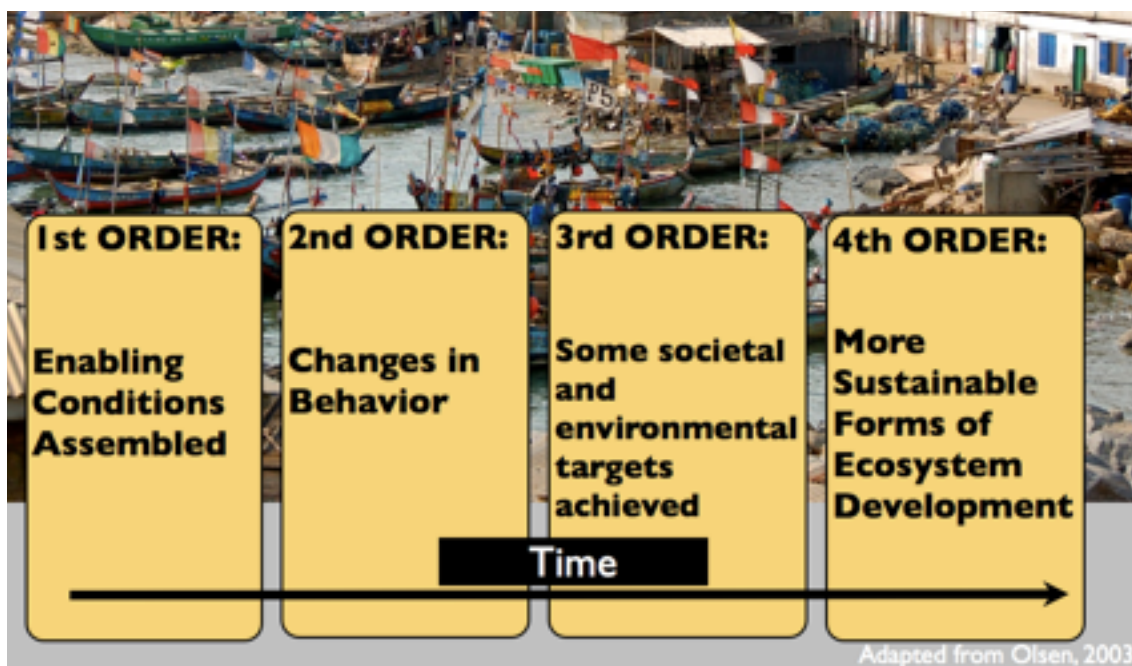 P5
1st ORDER:
Enabling
Conditions
Assembled
2nd ORDER:
Changes in
Behavior
3rd ORDER:
Some societal
and
environmental
targets
achieved
4th ORDER:
More
Sustainable
Forms of
Ecosystem
Development
Time
Adapted from Olsen, 2003